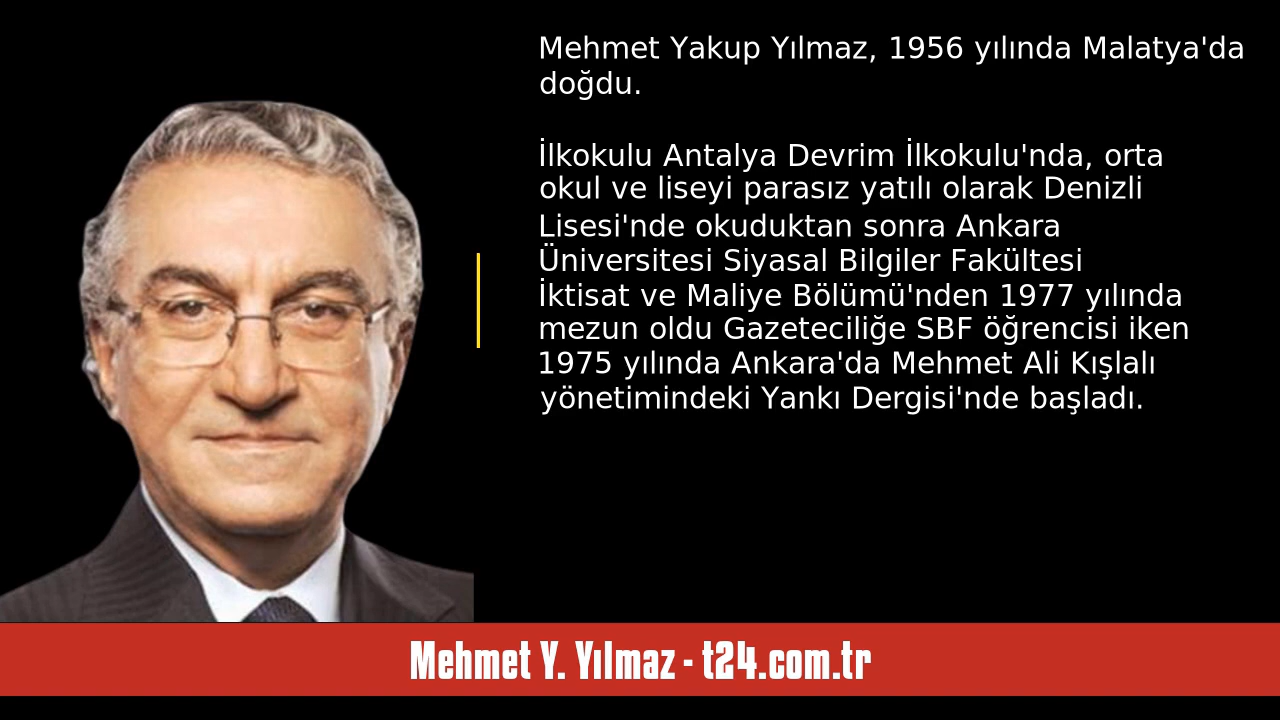 Mehmet Yakup Yılmaz, 1956 yılında Malatya'da
doğdu.
İlkokulu Antalya Devrim İlkokulu'nda, orta
okul ve liseyi parasız yatılı olarak Denizli
Lisesi'nde okuduktan sonra Ankara
Üniversitesi Siyasal Bilgiler Fakültesi
İktisat ve Maliye Bölümü'nden 1977 yılında
mezun oldu Gazeteciliğe SBF öğrencisi iken
1975 yılında Ankara'da Mehmet Ali Kışlalı
yönetimindeki Yankı Dergisi'nde başladı.
Mehmet Y. Yılmaz - t24.com.tr